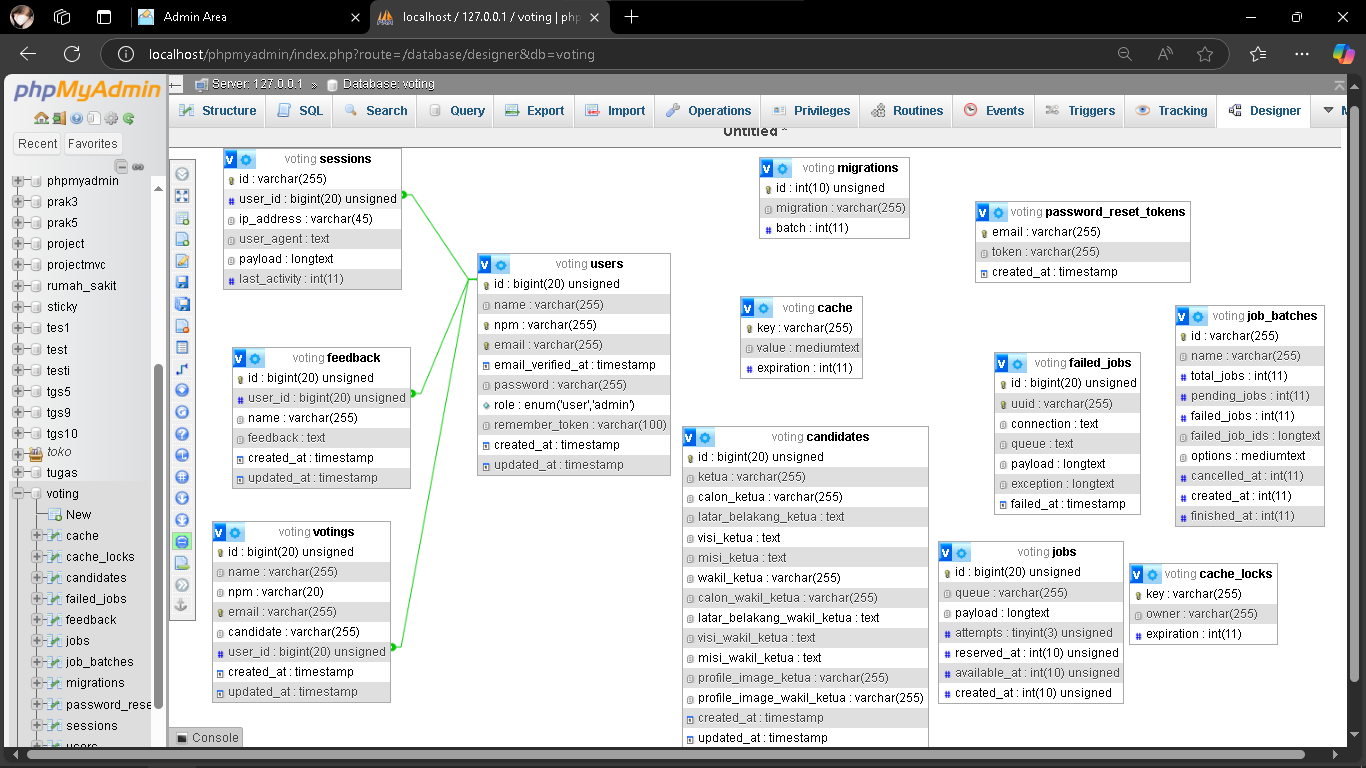 Admin Area
localhost / 127.0.0.1 / voting | php
localhost/phpmyadmin/index.php?route=/database/designer&db=voting
phpMyAdmin
Recent
Favorites
phpmyadmin
prak3
prak5
project
projectmvc
rumah_sakit
sticky
tes1
test
testi
tgs5
tgs9
tgs10
toko
tugas
voting
New
cache
cache_locks
candidates
failed_jobs
feedback
jobs
job_batches
migrations
password_rese
sessions
users
Server: 127.0.0.1 » Database: voting
Structure
SQL
Search
Query
Export
Import
Operations
Privileges
Routines
Events
Triggers
Tracking
Designer
M
Untitled *
voting sessions
id : varchar(255)
user_id : bigint(20) unsigned
ip_address : varchar(45)
user_agent : text
payload : longtext
last_activity : int(11)
voting feedback
id : bigint(20) unsigned
user_id : bigint(20) unsigned
name : varchar(255)
feedback : text
created_at : timestamp
updated_at : timestamp
voting votings
id : bigint(20) unsigned
name : varchar(255)
npm : varchar(20)
email : varchar(255)
candidate : varchar(255)
user_id : bigint(20) unsigned
created_at : timestamp
updated_at : timestamp
voting users
id : bigint(20) unsigned
name : varchar(255)
npm : varchar(255)
email : varchar(255)
email_verified_at : timestamp
password : varchar(255)
role : enum('user','admin')
remember_token : varchar(100)
created_at : timestamp
updated_at : timestamp
voting migrations
id : int(10) unsigned
migration : varchar(255)
batch : int(11)
voting cache
key : varchar(255)
value : mediumtext
expiration : int(11)
voting candidates
id : bigint(20) unsigned
ketua : varchar(255)
calon_ketua : varchar(255)
latar_belakang_ketua : text
visi_ketua : text
misi_ketua : text
wakil_ketua : varchar(255)
calon_wakil_ketua : varchar(255)
latar_belakang_wakil_ketua : text
visi_wakil_ketua : text
misi_wakil_ketua : text
profile_image_ketua : varchar(255)
profile_image_wakil_ketua : varchar(255)
created_at : timestamp
updated_at : timestamp
voting password_reset_tokens
email : varchar(255)
token : varchar(255)
created_at : timestamp
voting failed_jobs
id : bigint(20) unsigned
uuid : varchar(255)
connection : text
queue : text
payload : longtext
exception : longtext
failed_at : timestamp
voting job_batches
id : varchar(255)
name : varchar(255)
total_jobs : int(11)
pending_jobs : int(11)
failed_jobs : int(11)
failed_job_ids : longtext
options : mediumtext
cancelled_at : int(11)
created_at : int(11)
finished_at : int(11)
voting jobs
id : bigint(20) unsigned
queue : varchar(255)
payload : longtext
attempts : tinyint(3) unsigned
reserved_at : int(10) unsigned
available_at : int(10) unsigned
created_at : int(10) unsigned
voting cache_locks
key : varchar(255)
owner : varchar(255)
expiration : int(11)
Console